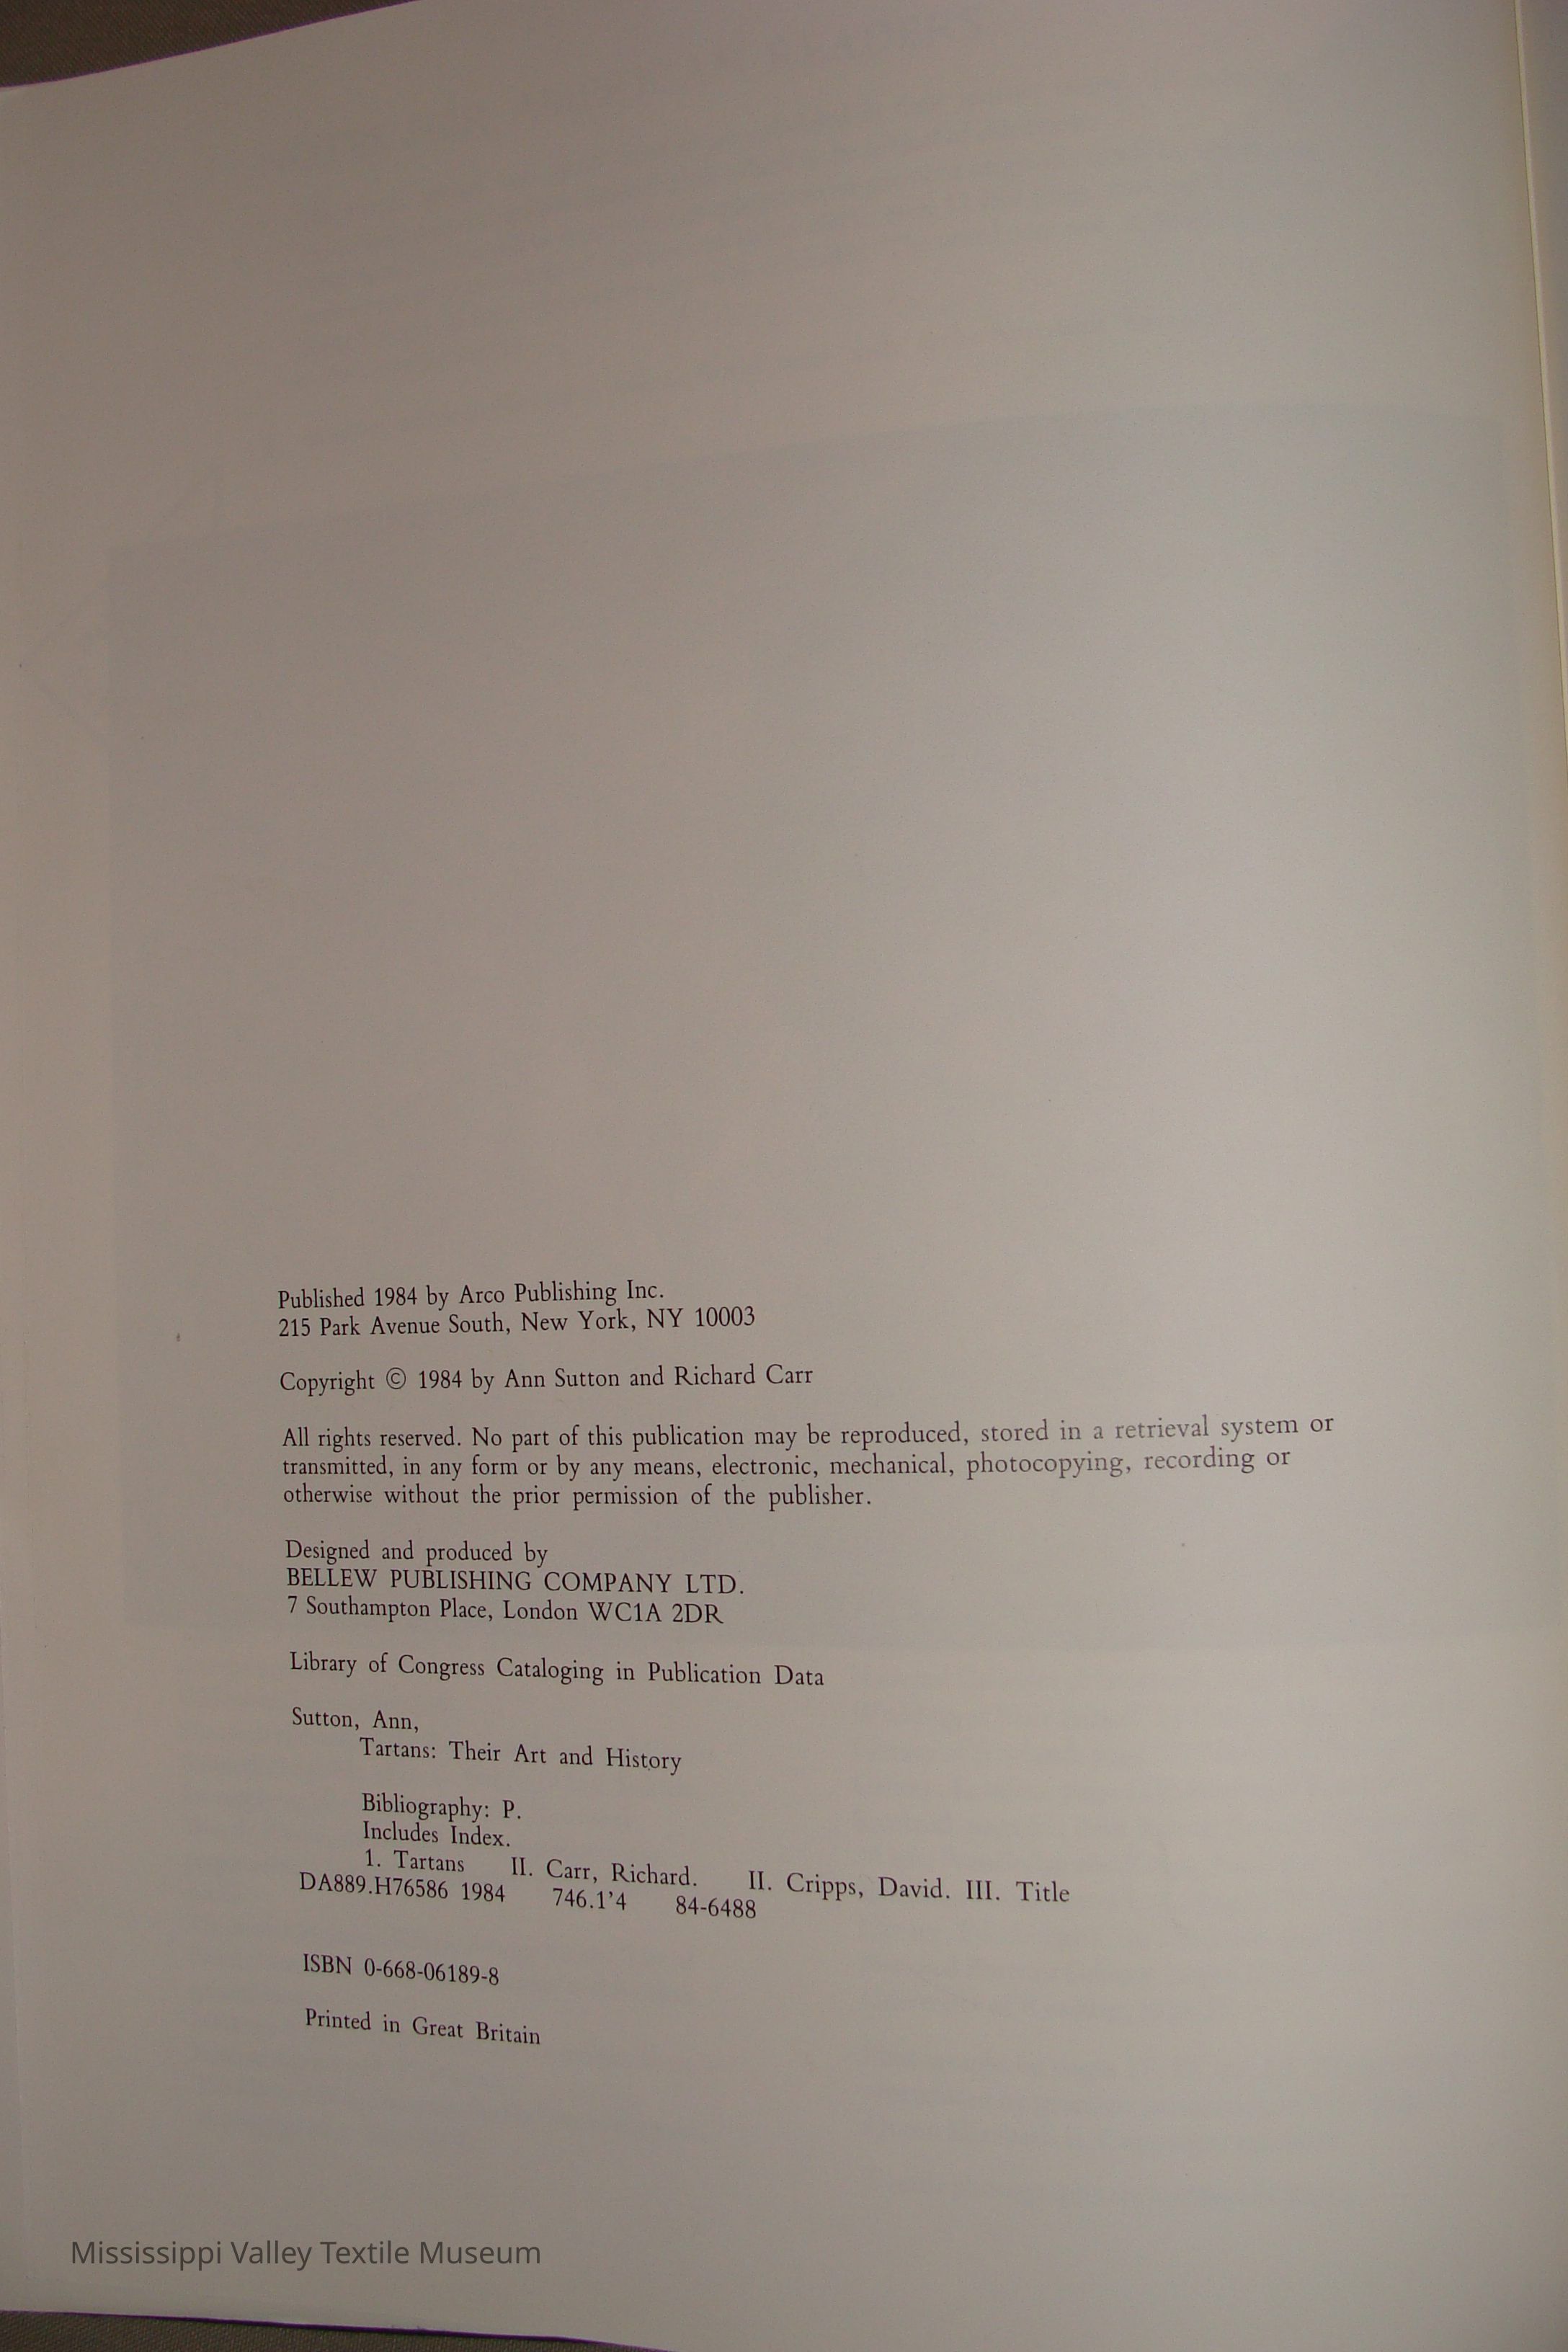 Published 1984 by Arco Publishing Inc.
215 Park Avenue South, New York, NY 10003
Copyright © 1984 by Ann Sutton and Richard Carr
All rights reserved. No part of this publication may be reproduced, stored in a retrieval system or
transmitted, in any form or by any means, electronic, mechanical, photocopying, recording or
otherwise without the prior permission of the publisher.
Designed and produced by
BELLEW PUBLISHING COMPANY LTD.
7 Southampton Place, London WC1A 2DR
Library of Congress Cataloging in Publication Data
Sutton, Ann,
Tartans: Their Art and History
Bibliography: P.
Includes Index.
1. Tartans II. Carr, Richard. II. Cripps, David. III. Title
DA889.H76586 1984 746.1'4 84-6488
ISBN 0-668-06189-8
Printed in Great Britain
Mississippi Valley Textile Museum